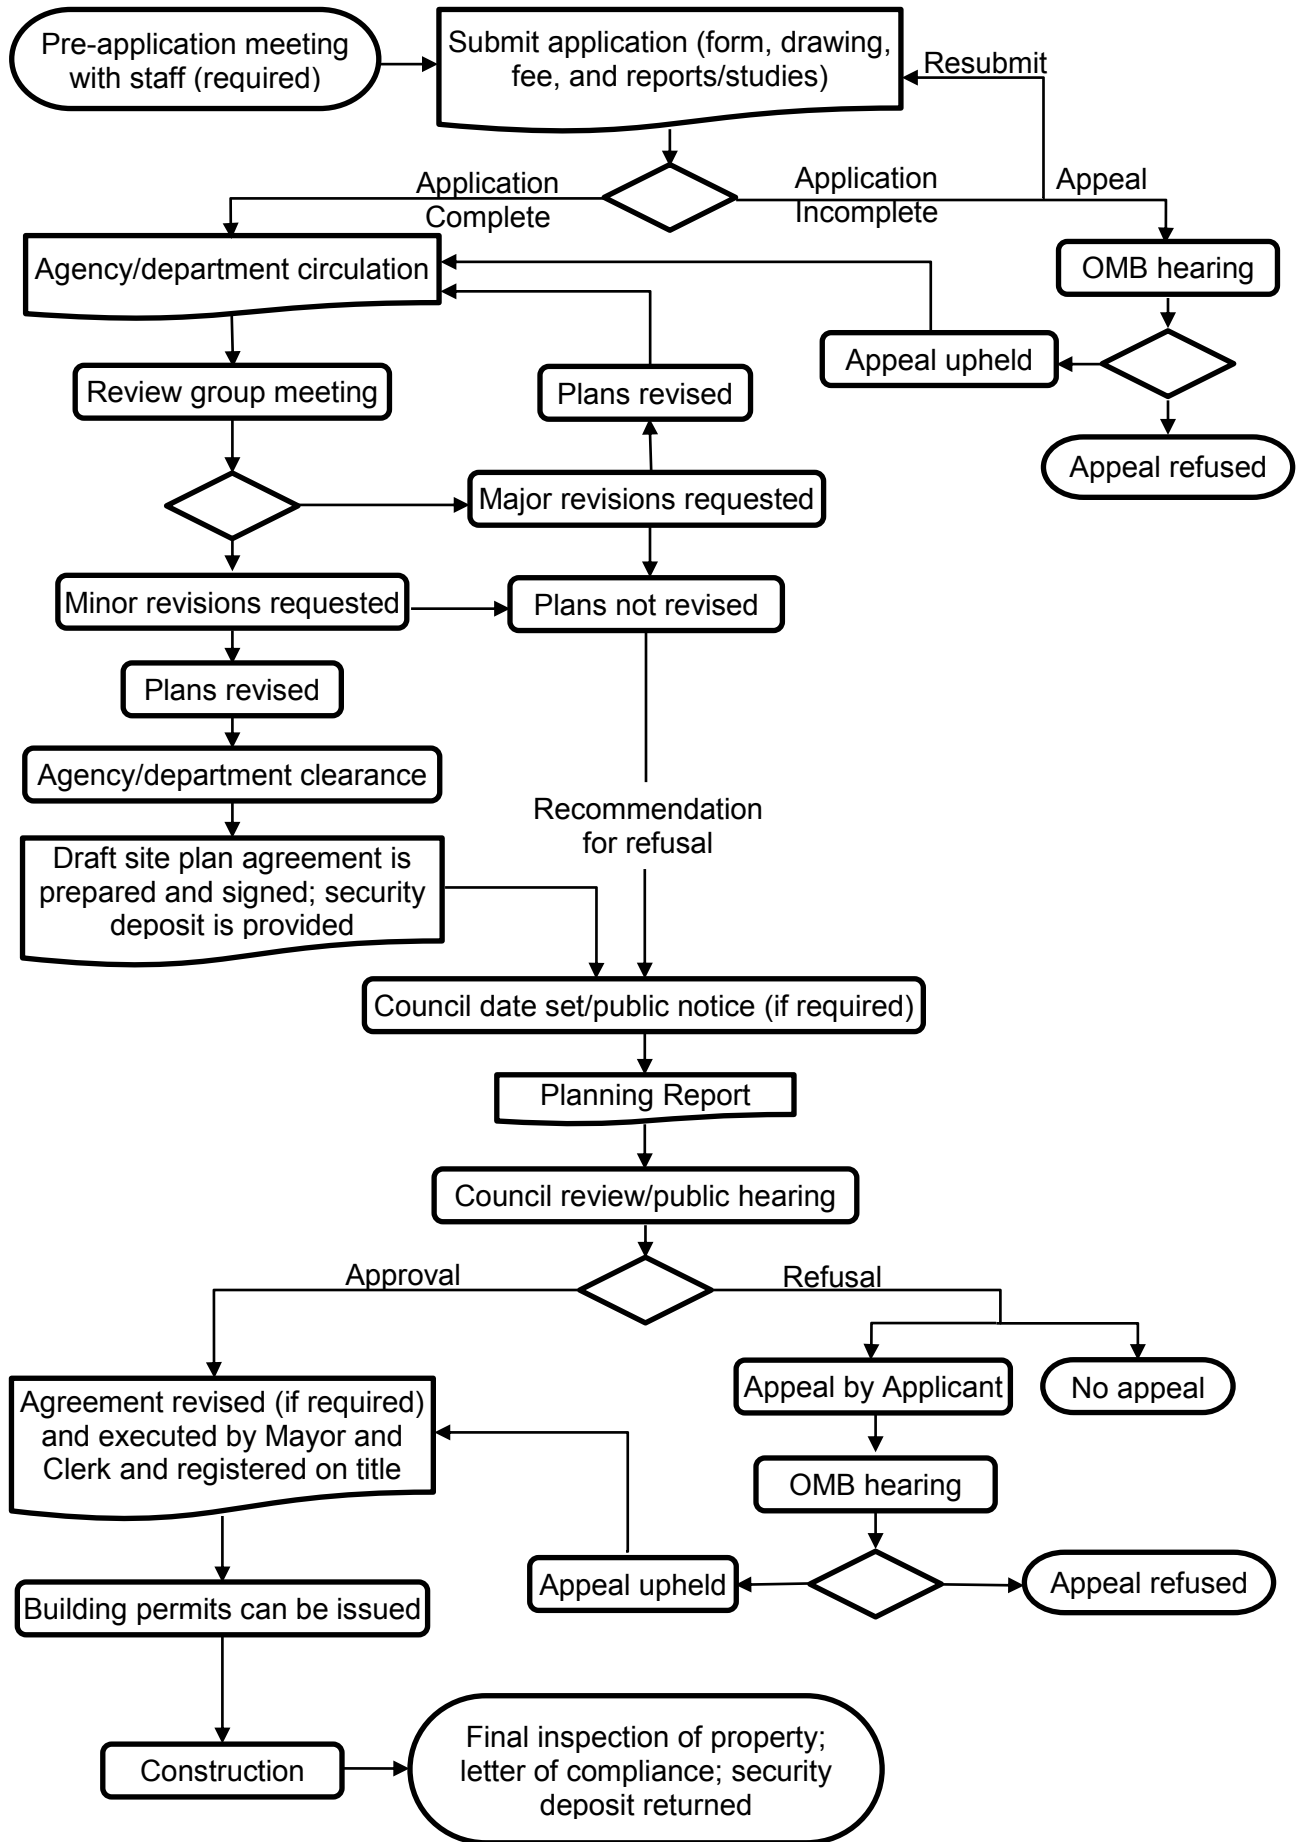 Pre-application meeting
with staff (required)
Submit application (form, drawing,
fee, and reports/studies)
Resubmit
Application
Complete
Application
Incomplete
Appeal
Agency/department circulation
OMB hearing
Appeal upheld
Review group meeting
Plans revised
Appeal refused
Major revisions requested
Minor revisions requested
Plans not revised
Plans revised
Agency/department clearance
Recommendation
for refusal
Draft site plan agreement is
prepared and signed; security
deposit is provided
Council date set/public notice (if required)
Planning Report
Council review/public hearing
Approval
Refusal
Appeal by Applicant
No appeal
Agreement revised (if required)
and executed by Mayor and
Clerk and registered on title
OMB hearing
Appeal upheld
Appeal refused
Building permits can be issued
Construction
Final inspection of property;
letter of compliance; security
deposit returned